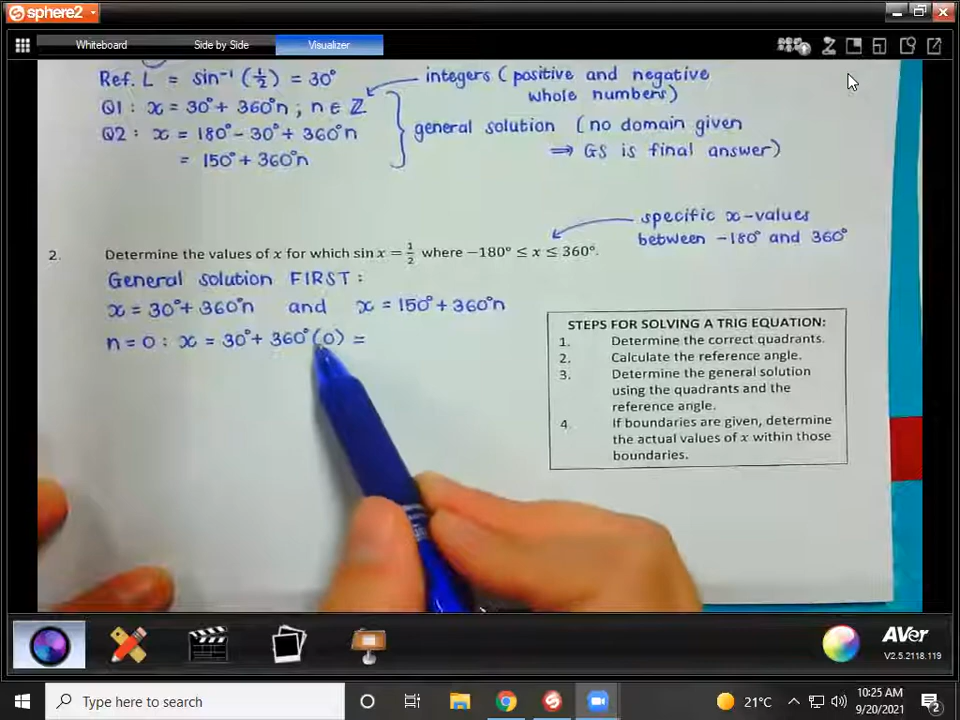 sphere2
Whiteboard
Side by Side
Visualizer
Ref. L = sin⁻¹ (1/2) = 30°
integers (positive and negative
whole numbers)
Q1: x = 30° + 360°n ; n ∈ ℤ
Q2: x = 180° - 30° + 360°n
= 150° + 360°n
general solution (no domain given
⇒ GS is final answer)
specific x-values
between -180° and 360°
2. Determine the values of x for which sin x = 1/2 where −180° ≤ x ≤ 360°.
General solution FIRST:
x = 30° + 360°n and x = 150° + 360°n
n = 0: x = 30° + 360°(0) =
STEPS FOR SOLVING A TRIG EQUATION:
1. Determine the correct quadrants.
2. Calculate the reference angle.
3. Determine the general solution
using the quadrants and the
reference angle.
4. If boundaries are given, determine
the actual values of x within those
boundaries.
AVer
V2.5.2118.119
Type here to search
21°C
10:25 AM
9/20/2021
2